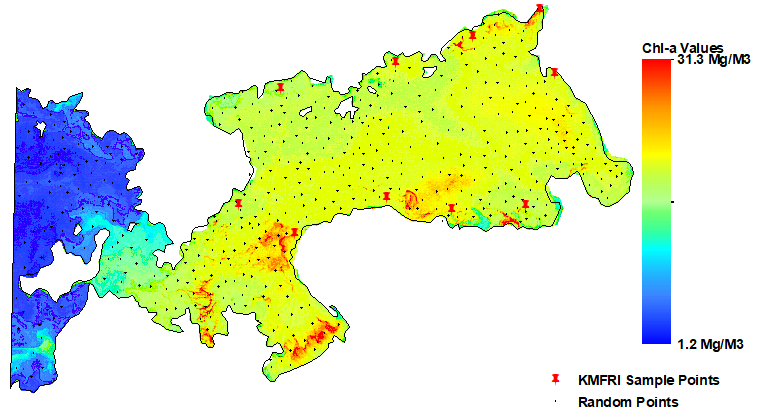 Chl-a Values
31.3 Mg/M3
1.2 Mg/M3
KMFRI Sample Points
Random Points